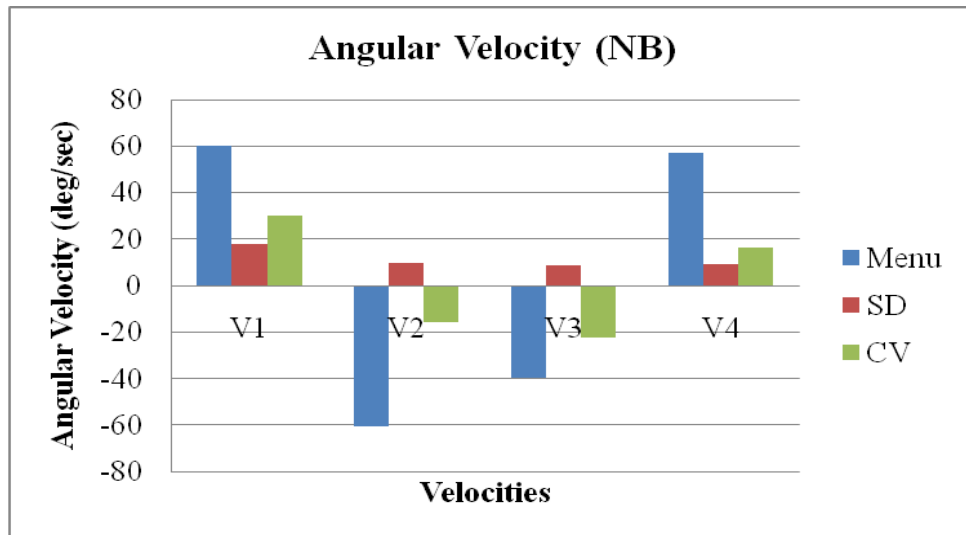 Angular Velocity (NB)
Angular Velocity (deg/sec)
80
60
40
20
0
-20
-40
-60
-80
V1
V2
V3
V4
Velocities
Menu
SD
CV